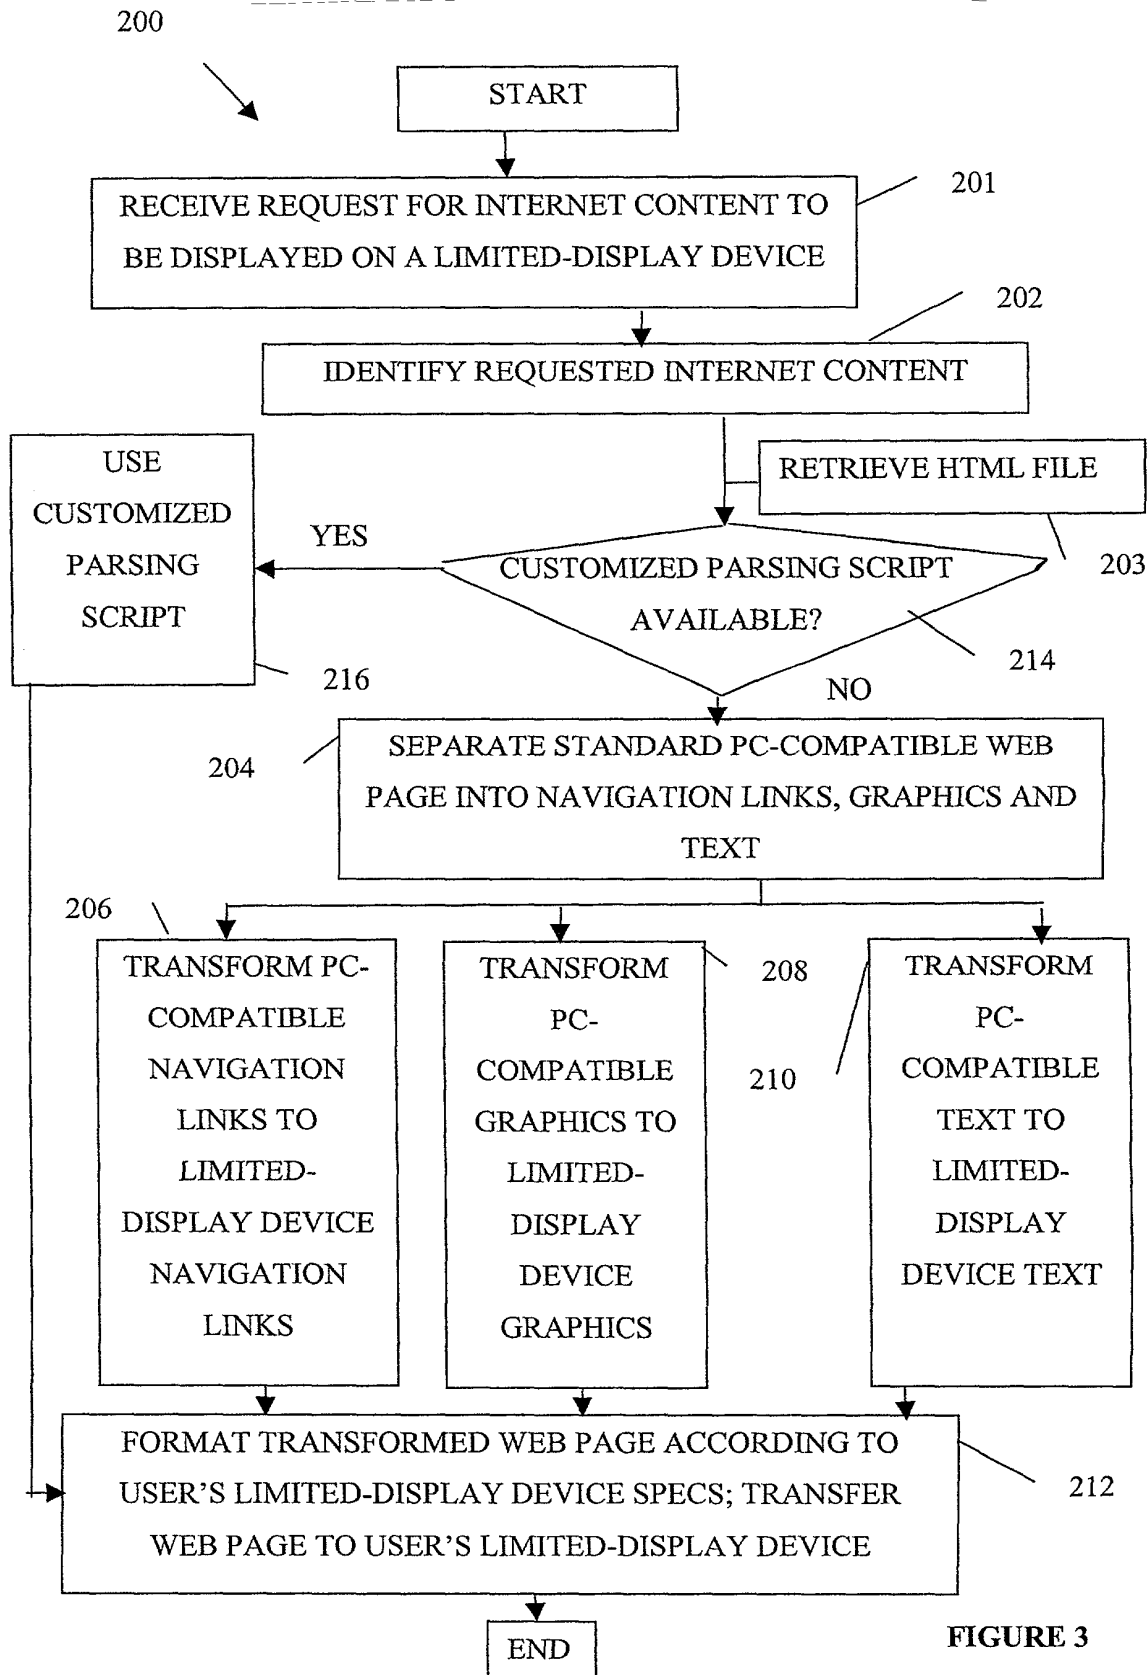 200
START
201
RECEIVE REQUEST FOR INTERNET CONTENT TO
BE DISPLAYED ON A LIMITED-DISPLAY DEVICE
202
IDENTIFY REQUESTED INTERNET CONTENT
RETRIEVE HTML FILE
203
USE
CUSTOMIZED
PARSING
SCRIPT
216
YES
CUSTOMIZED PARSING SCRIPT
AVAILABLE?
214
NO
204
SEPARATE STANDARD PC-COMPATIBLE WEB
PAGE INTO NAVIGATION LINKS, GRAPHICS AND
TEXT
206
TRANSFORM PC-
COMPATIBLE
NAVIGATION
LINKS TO
LIMITED-
DISPLAY DEVICE
NAVIGATION
LINKS
208
TRANSFORM
PC-
COMPATIBLE
GRAPHICS TO
LIMITED-
DISPLAY
DEVICE
GRAPHICS
210
TRANSFORM
PC-
COMPATIBLE
TEXT TO
LIMITED-
DISPLAY
DEVICE TEXT
FORMAT TRANSFORMED WEB PAGE ACCORDING TO
USER'S LIMITED-DISPLAY DEVICE SPECS; TRANSFER
WEB PAGE TO USER'S LIMITED-DISPLAY DEVICE
212
END
FIGURE 3